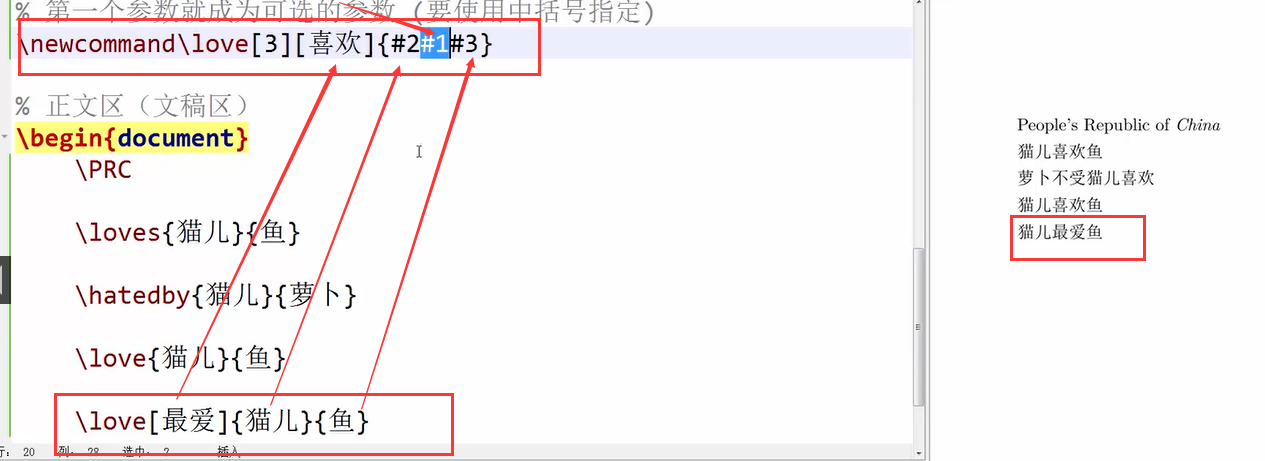 % 第一个参数就成为可选的参数 (要使用中括号指定)
\newcommand\love[3][喜欢]{#2#1#3}
% 正文区（文稿区）
\begin{document}
\PRC
\loves{猫儿}{鱼}
\hatedby{猫儿}{萝卜}
\love{猫儿}{鱼}
\love[最爱]{猫儿}{鱼}
行: 20 列: 28 选中: 2 插入
People's Republic of China
猫儿喜欢鱼
萝卜不受猫儿喜欢
猫儿喜欢鱼
猫儿最爱鱼